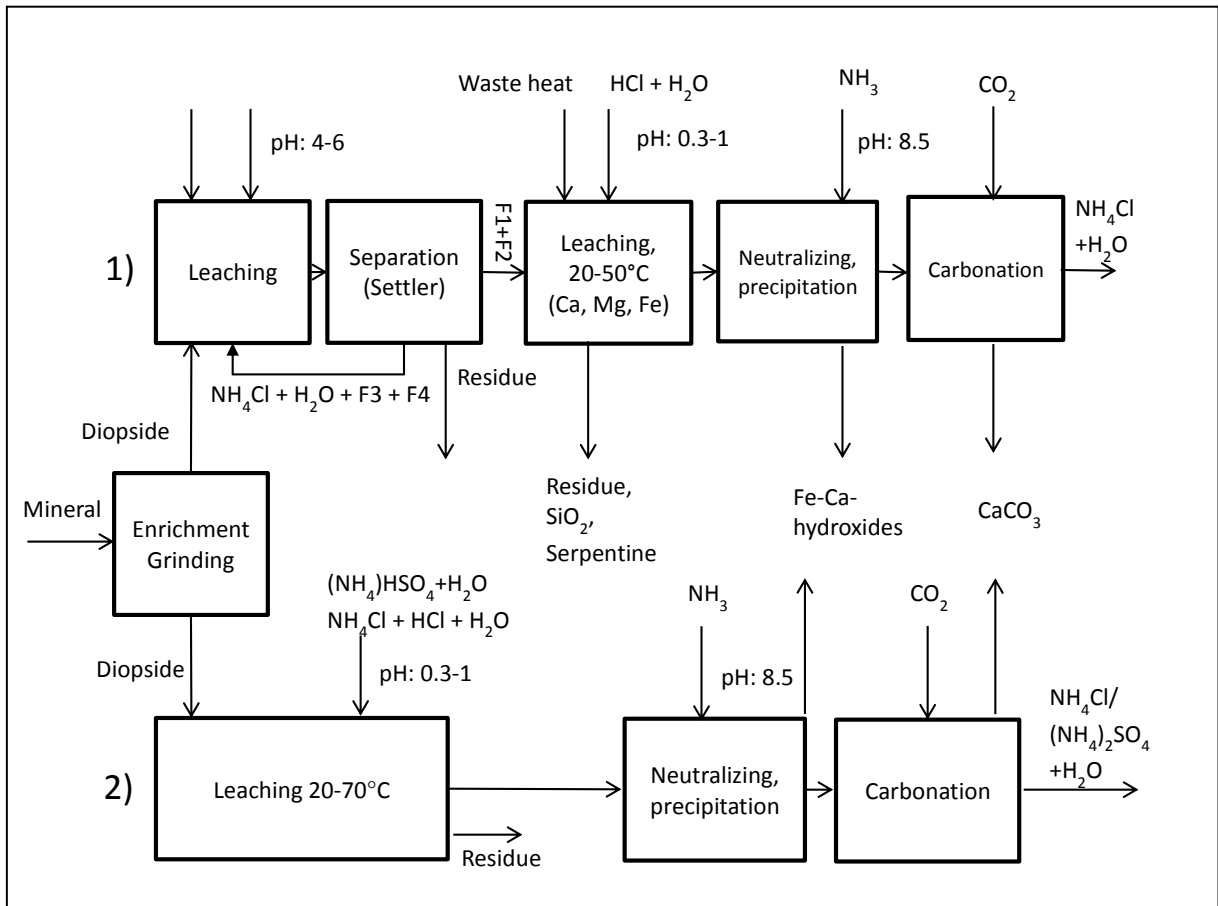 Waste heat
HCl + H₂O
NH₃
CO₂
pH: 4-6
pH: 0.3-1
pH: 8.5
1)
Leaching
Separation
(Settler)
F1+F2
Leaching,
20-50°C
(Ca, Mg, Fe)
Neutralizing,
precipitation
Carbonation
NH₄Cl
+H₂O
NH₄Cl + H₂O + F3 + F4
Residue
Diopside
Mineral
Enrichment
Grinding
Residue,
SiO₂,
Serpentine
Fe-Ca-
hydroxides
CaCO₃
(NH₄)HSO₄+H₂O
NH₄Cl + HCl + H₂O
pH: 0.3-1
NH₃
pH: 8.5
CO₂
Diopside
2)
Leaching 20-70°C
Residue
Neutralizing,
precipitation
Carbonation
NH₄Cl/
(NH₄)₂SO₄
+H₂O